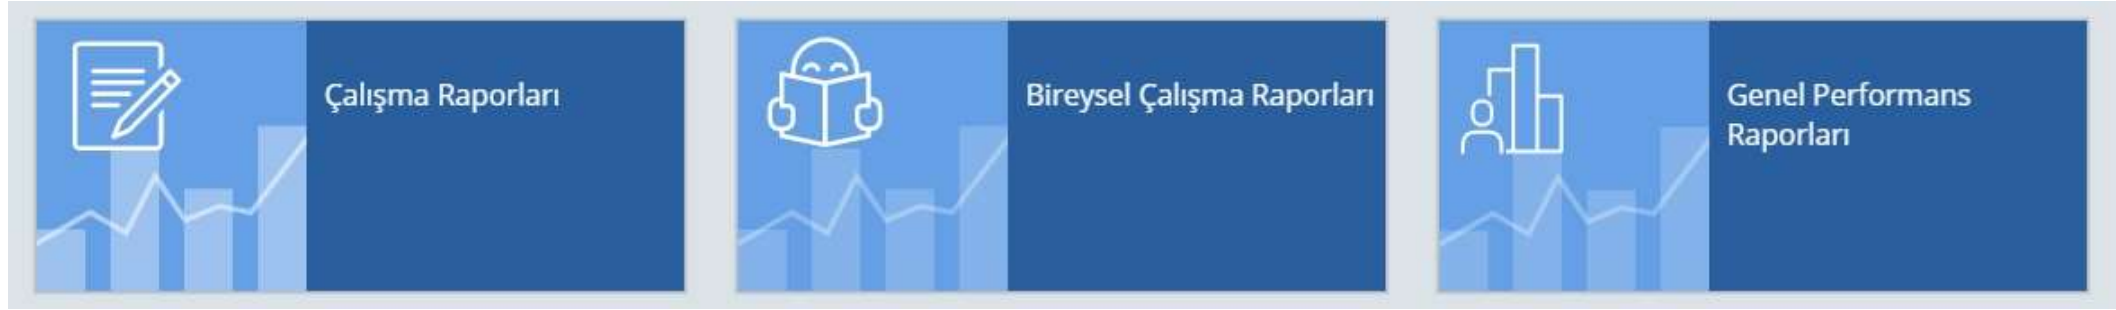 Çalışma Raporları
Bireysel Çalışma Raporları
Genel Performans
Raporları